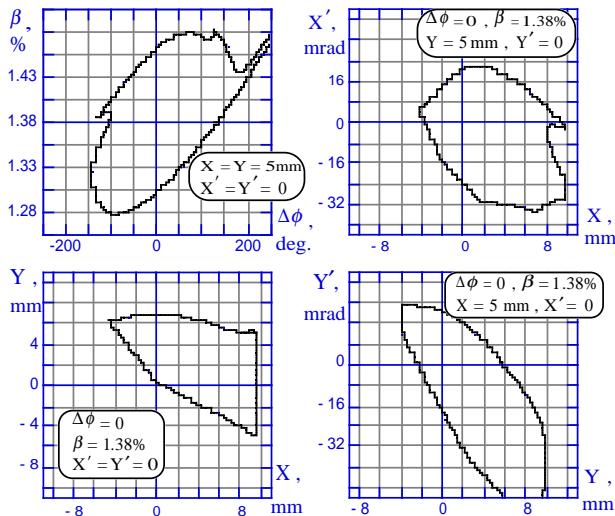 β ,
%
1.43
1.38
1.33
1.28
-200
0
200
Δϕ ,
deg.
X = Y = 5mm
X′ = Y′ = 0
X′ ,
mrad
16
0
- 16
- 32
- 8
0
8
X ,
mm
Δϕ = 0 , β = 1.38%
Y = 5 mm , Y′ = 0
Y ,
mm
4
0
- 4
- 8
- 8
0
8
X ,
mm
Δϕ = 0
β = 1.38%
X′ = Y′ = 0
Y′ ,
mrad
0
- 16
- 32
- 8
0
8
Y ,
mm
Δϕ = 0 , β = 1.38%
X = 5 mm , X′ = 0